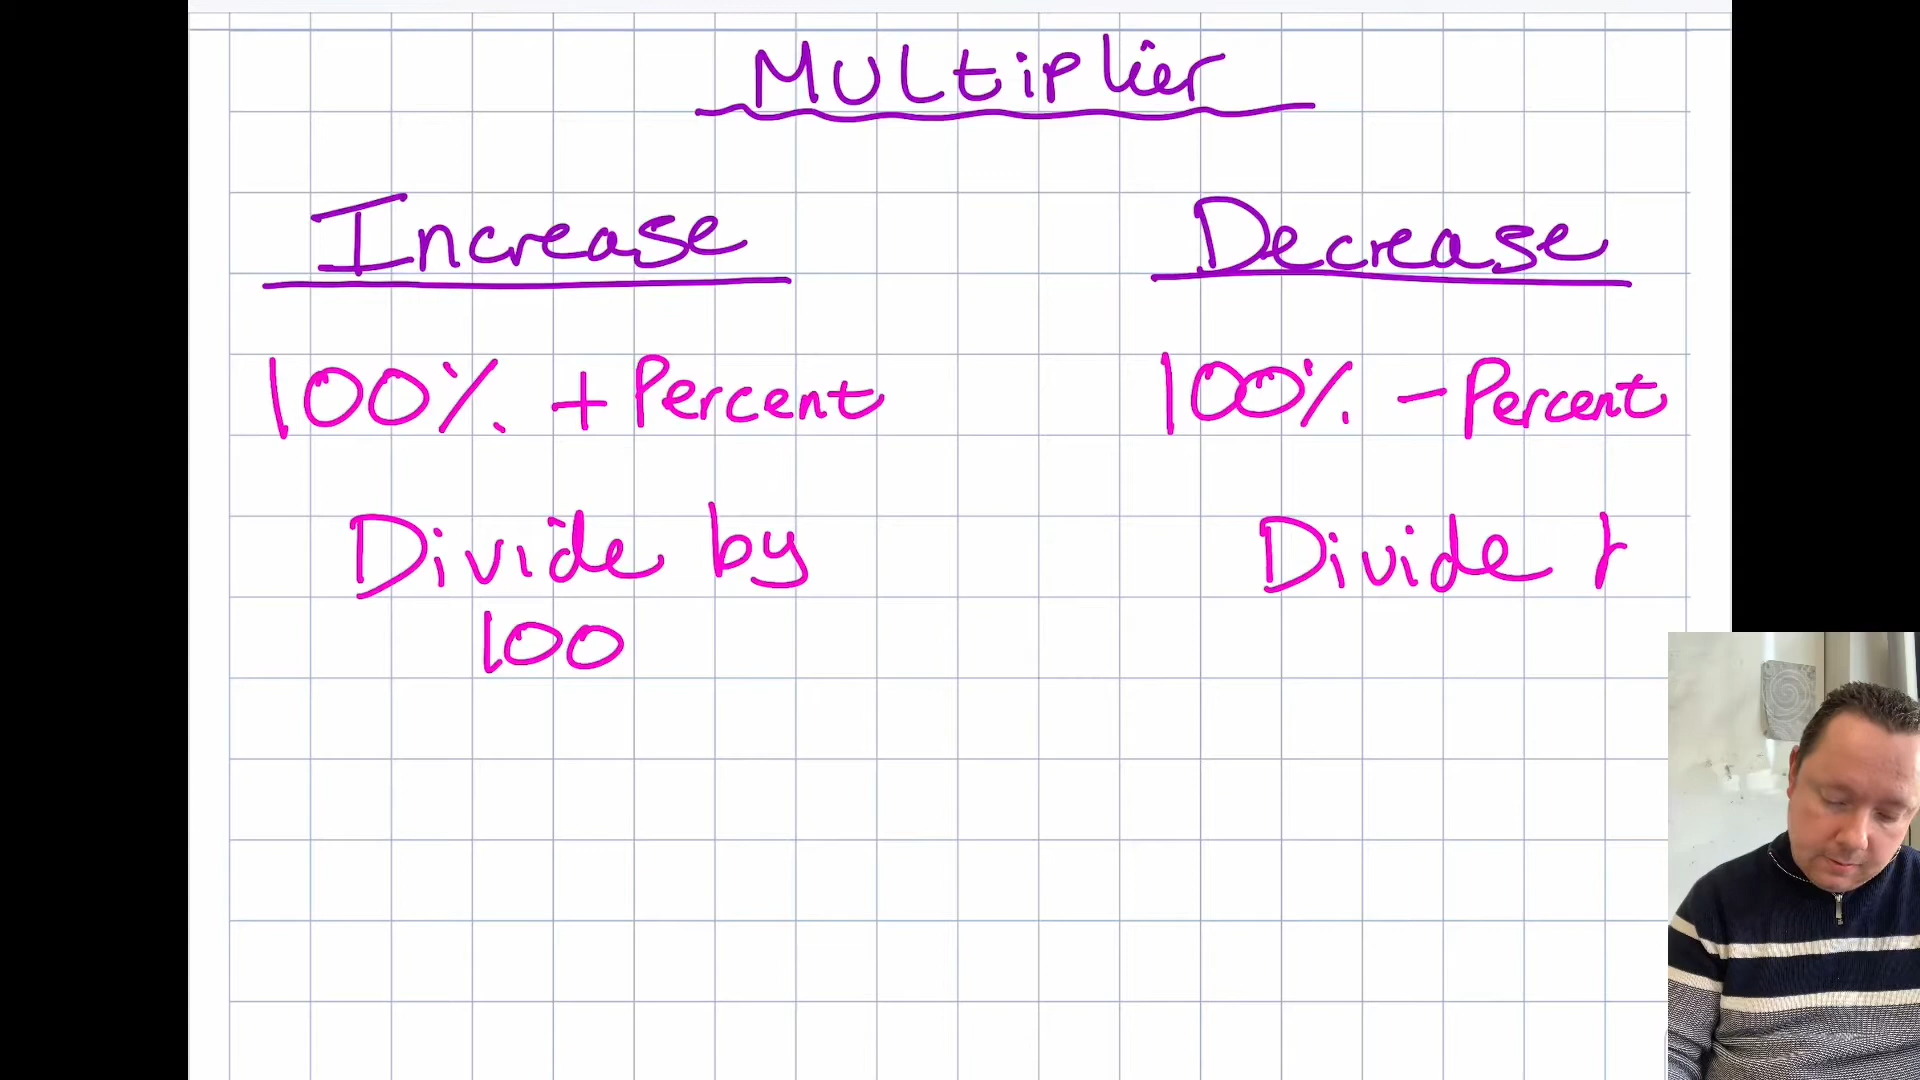 Multiplier
Increase
Decrease
100% + Percent
100% - Percent
Divide by
100
Divide